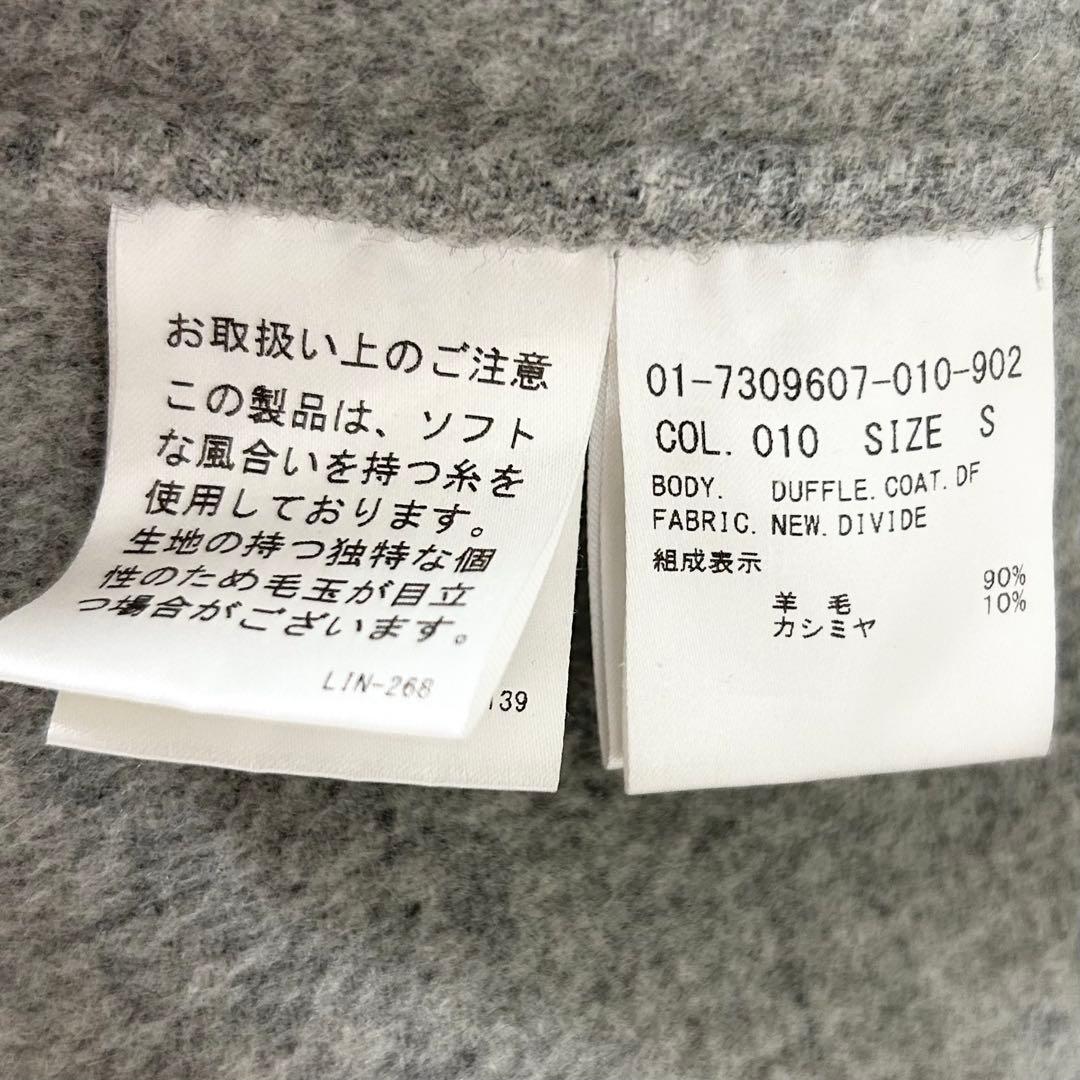 お取扱い上のご注意
この製品は、ソフト
な風合いを持つ糸を
使用しております。
生地の持つ独特な個
性のため毛玉が目立
つ場合がございます。
LIN-268
139
01-7309607-010-902
COL. 010 SIZE S
BODY. DUFFLE.COAT.DF
FABRIC. NEW.DIVIDE
組成表示
羊 毛 90%
カシミヤ 10%